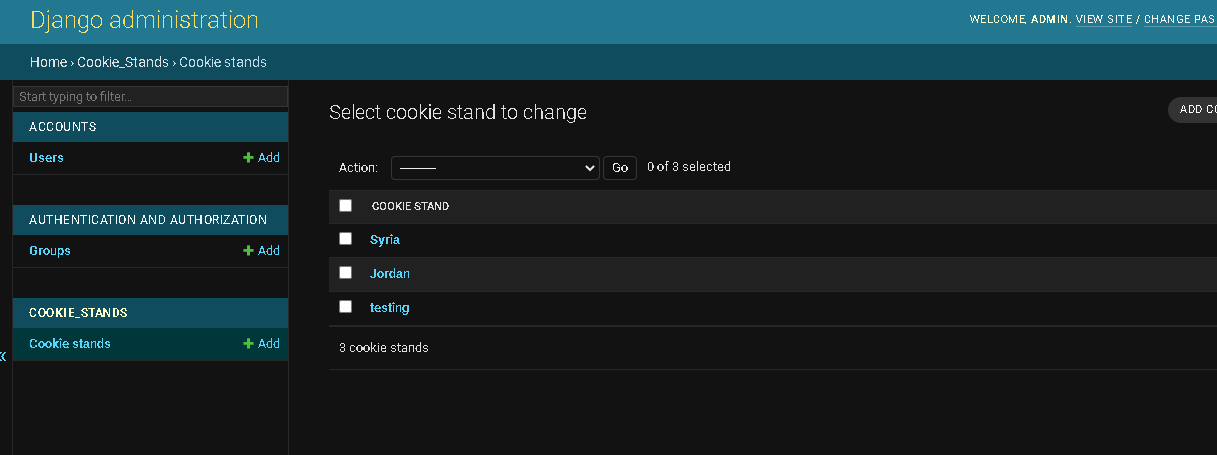 Django administration
WELCOME, ADMIN. VIEW SITE / CHANGE PAS
Home › Cookie_Stands › Cookie stands
Start typing to filter...
ACCOUNTS
Users + Add
AUTHENTICATION AND AUTHORIZATION
Groups + Add
COOKIE_STANDS
Cookie stands + Add
«
Select cookie stand to change
ADD CO
Action: --------- Go 0 of 3 selected
COOKIE STAND
Syria
Jordan
testing
3 cookie stands